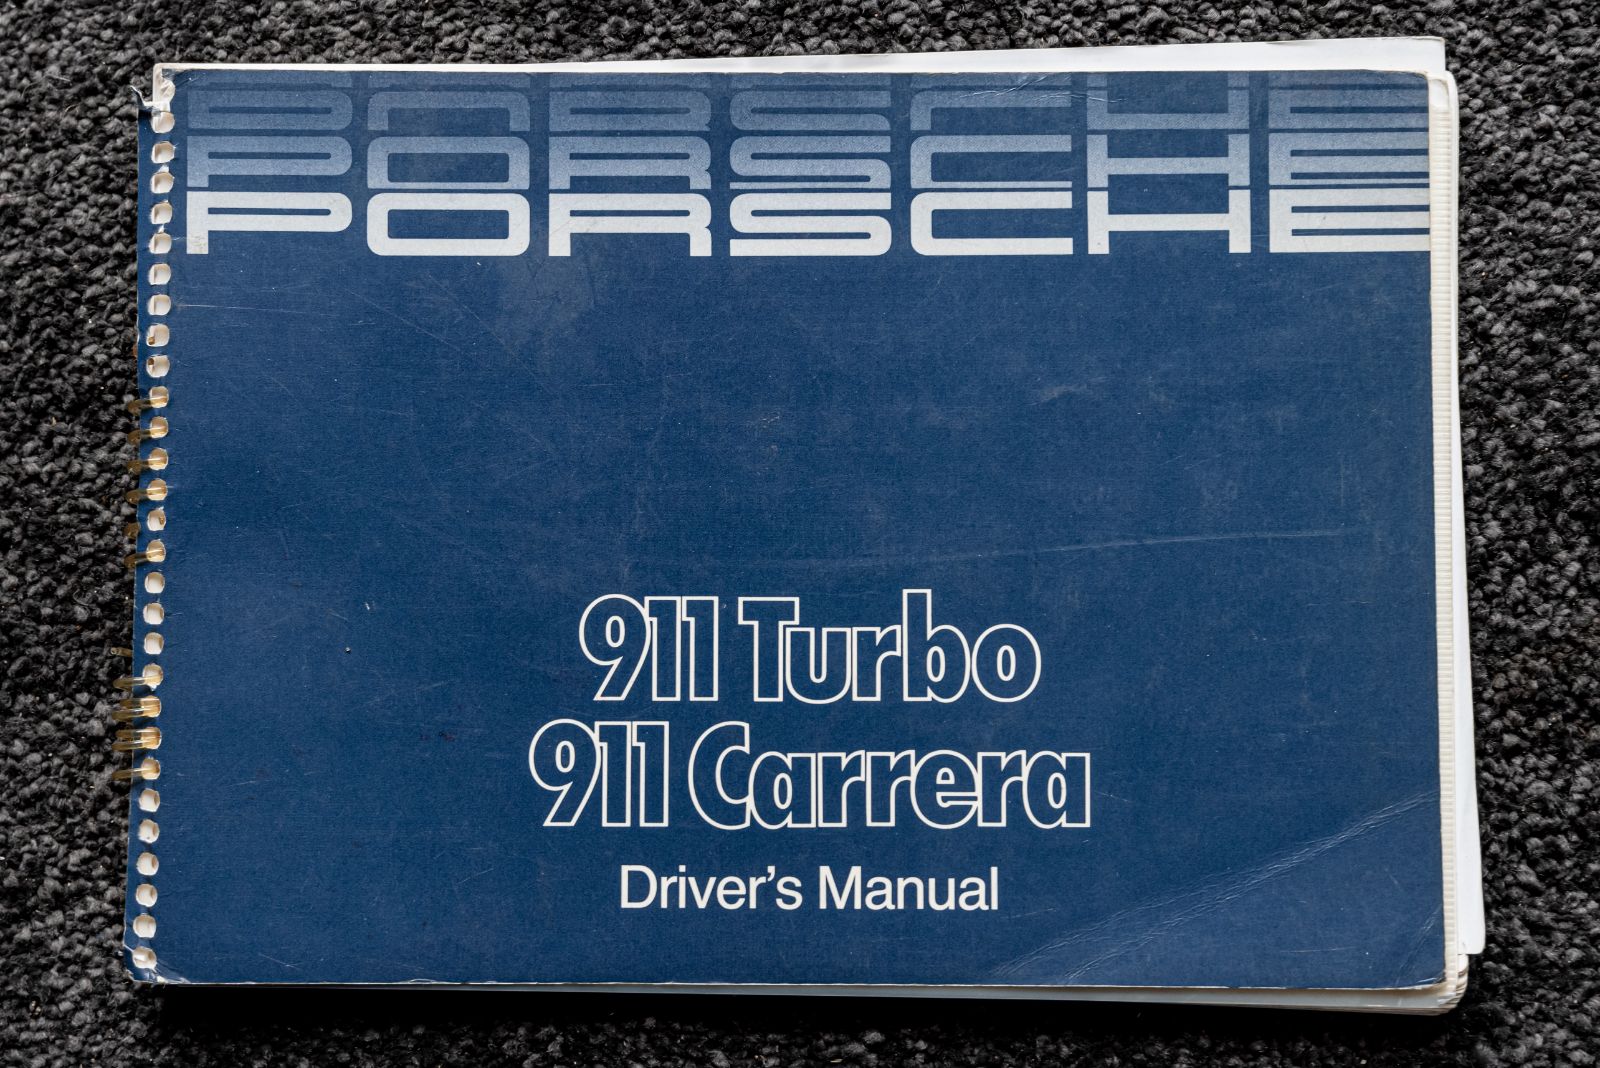 PORSCHE
PORSCHE
PORSCHE
911 Turbo
911 Carrera
Driver's Manual